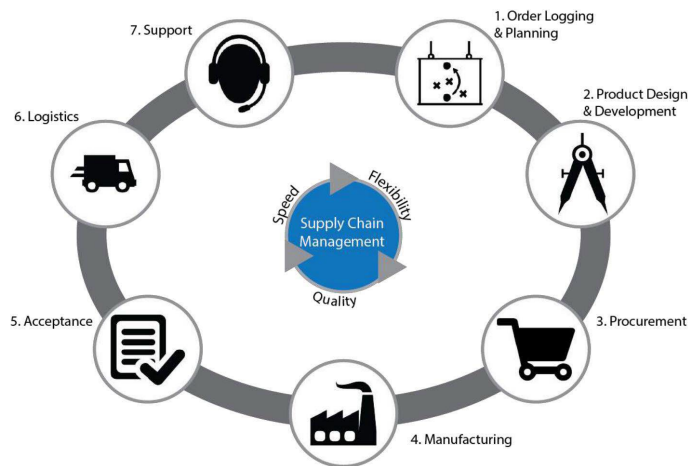 1. Order Logging
& Planning
2. Product Design
& Development
3. Procurement
4. Manufacturing
5. Acceptance
6. Logistics
7. Support
Speed
Flexibility
Quality
Supply Chain
Management